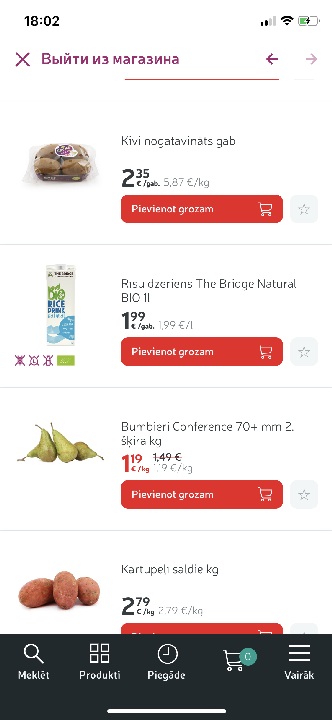 18:02
Выйти из магазина
Kivi nogatavināts gab
2 35 € /gab. 5,87 €/kg
Pievienot grozam
THE BRIDGE
BIO
RICE
DRINK
Rīsu dzēriens The Bridge Natural
BIO 1l
1 99 € /gab. 1,99 €/l
Pievienot grozam
Bumbieri Conference 70+ mm 2.
šķira kg
1 19 € /kg 1,49 € 1,19 €/kg
Pievienot grozam
Kartupeļi saldie kg
2 79 € /kg 2,79 €/kg
Pievienot grozam
0
Meklēt Produkti Piegāde Vairāk